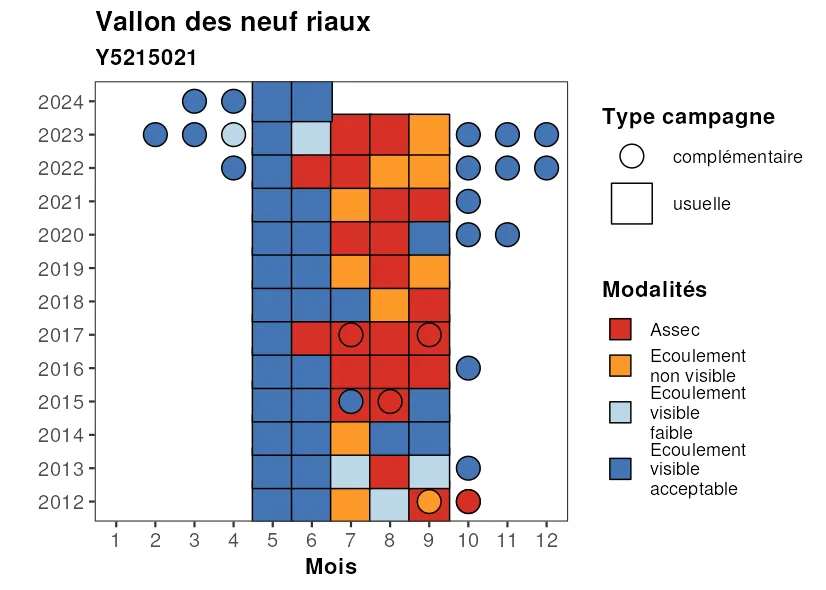 Vallon des neuf riaux
Y5215021
2024
2023
2022
2021
2020
2019
2018
2017
2016
2015
2014
2013
2012
1 2 3 4 5 6 7 8 9 10 11 12
Mois
Type campagne
complémentaire
usuelle
Modalités
Assec
Ecoulement
non visible
Ecoulement
visible
faible
Ecoulement
visible
acceptable